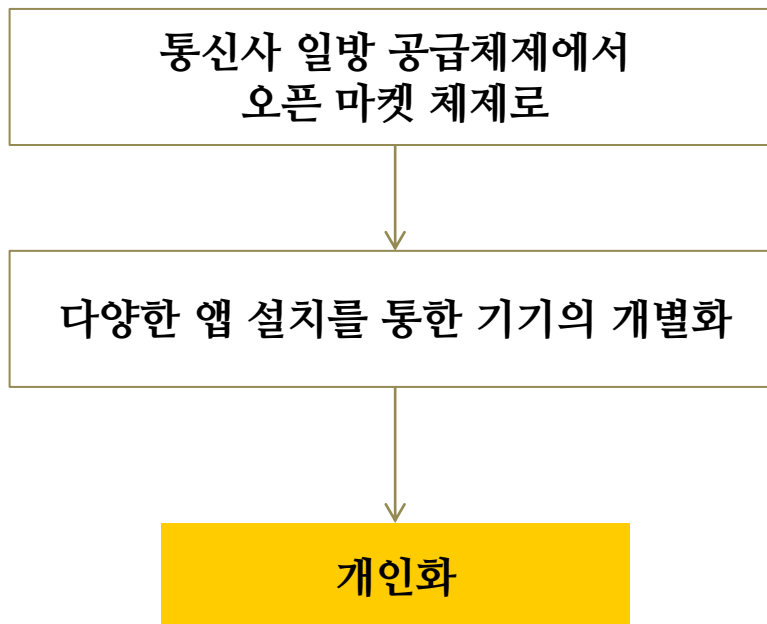 통신사 일방 공급체제에서
오픈 마켓 체제로
다양한 앱 설치를 통한 기기의 개별화
개인화